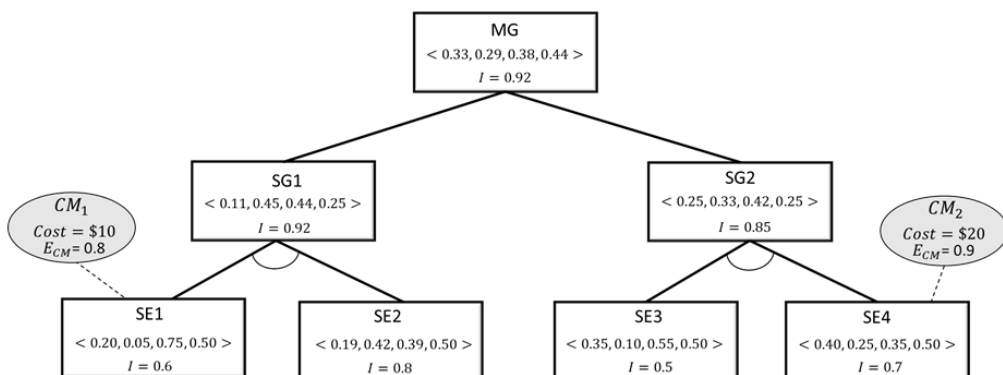 MG
< 0.33, 0.29, 0.38, 0.44 >
I = 0.92
SG1
< 0.11, 0.45, 0.44, 0.25 >
I = 0.92
SG2
< 0.25, 0.33, 0.42, 0.25 >
I = 0.85
CM₁
Cost = $10
E_CM = 0.8
CM₂
Cost = $20
E_CM = 0.9
SE1
< 0.20, 0.05, 0.75, 0.50 >
I = 0.6
SE2
< 0.19, 0.42, 0.39, 0.50 >
I = 0.8
SE3
< 0.35, 0.10, 0.55, 0.50 >
I = 0.5
SE4
< 0.40, 0.25, 0.35, 0.50 >
I = 0.7